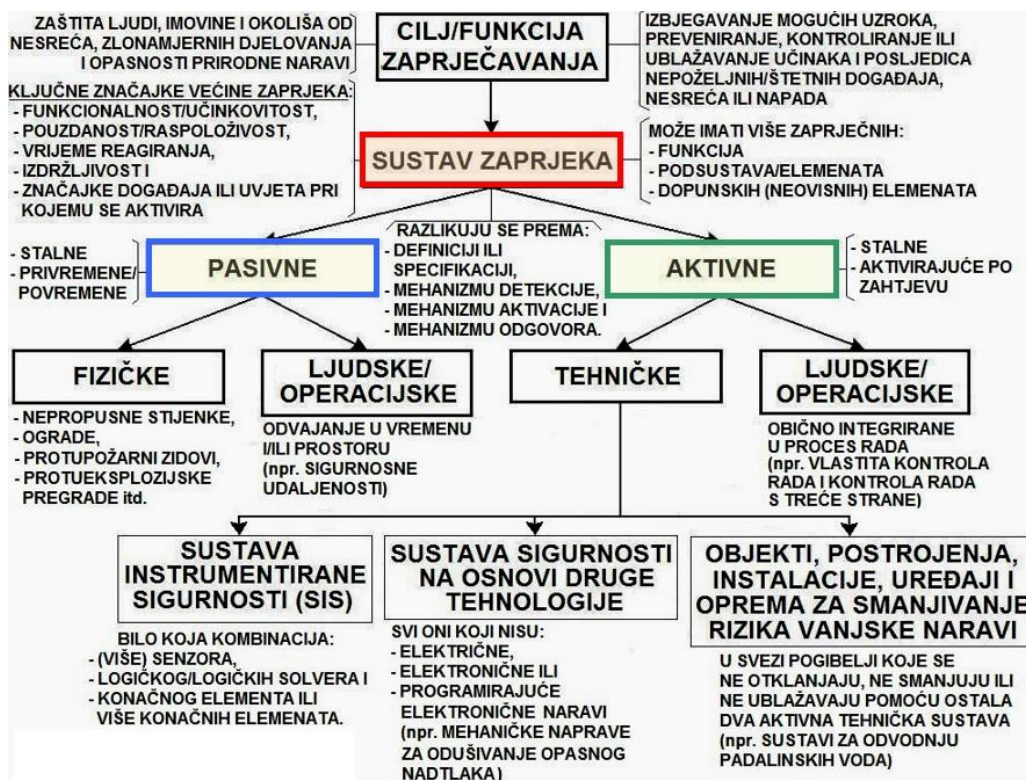 ZAŠTITA LJUDI, IMOVINE I OKOLIŠA OD
NESREĆA, ZLONAMJERNIH DJELOVANJA
I OPASNOSTI PRIRODNE NARAVI
CILJ/FUNKCIJA
ZAPRJEČAVANJA
IZBJEGAVANJE MOGUĆIH UZROKA,
PREVENIRANJE, KONTROLIRANJE ILI
UBLAŽAVANJE UČINAKA I POSLJEDICA
NEPOŽELJNIH/ŠTETNIH DOGAĐAJA,
NESREĆA ILI NAPADA
KLJUČNE ZNAČAJKE VEĆINE ZAPRJEKA:
- FUNKCIONALNOST/UČINKOVITOST,
- POUZDANOST/RASPOLOŽIVOST,
- VRIJEME REAGIRANJA,
- IZDRŽLJIVOST I
- ZNAČAJKE DOGAĐAJA ILI UVJETA PRI
KOJEMU SE AKTIVIRA
SUSTAV ZAPRJEKA
MOŽE IMATI VIŠE ZAPRJEČNIH:
- FUNKCIJA
- PODSUSTAVA/ELEMENATA
- DOPUNSKIH (NEOVISNIH) ELEMENATA
- STALNE
- PRIVREMENE/
POVREMENE
PASIVNE
RAZLIKUJU SE PREMA:
- DEFINICIJI ILI
SPECIFIKACIJI,
- MEHANIZMU DETEKCIJE,
- MEHANIZMU AKTIVACIJE I
- MEHANIZMU ODGOVORA.
AKTIVNE
- STALNE
- AKTIVIRAJUĆE PO
ZAHTJEVU
FIZIČKE
- NEPROPUSNE STIJENKE,
- OGRADE,
- PROTUPOŽARNI ZIDOVI,
- PROTUEKSPLOZIJSKE
PREGRADE itd.
LJUDSKE/
OPERACIJSKE
ODVAJANJE U VREMENU
I/ILI PROSTORU
(npr. SIGURNOSNE
UDALJENOSTI)
TEHNIČKE
LJUDSKE/
OPERACIJSKE
OBIČNO INTEGRIRANE
U PROCES RADA
(npr. VLASTITA KONTROLA
RADA I KONTROLA RADA
S TREĆE STRANE)
SUSTAVA
INSTRUMENTIRANE
SIGURNOSTI (SIS)
BILO KOJA KOMBINACIJA:
- (VIŠE) SENZORA,
- LOGIČKOG/LOGIČKIH SOLVERA I
- KONAČNOG ELEMENTA ILI
VIŠE KONAČNIH ELEMENATA.
SUSTAVA SIGURNOSTI
NA OSNOVI DRUGE
TEHNOLOGIJE
SVI ONI KOJI NISU:
- ELEKTRIČNE,
- ELEKTRONIČNE ILI
- PROGRAMIRAJUĆE
ELEKTRONIČNE NARAVI
(npr. MEHANIČKE NAPRAVE
ZA ODUŠIVANJE OPASNOG
NADTLAKA)
OBJEKTI, POSTROJENJA,
INSTALACIJE, UREĐAJI I
OPREMA ZA SMANJIVANJE
RIZIKA VANJSKE NARAVI
U SVEZI POGIBELJI KOJE SE
NE OTKLANJAJU, NE SMANJUJU ILI
NE UBLAŽAVAJU POMOĆU OSTALA
DVA AKTIVNA TEHNIČKA SUSTAVA
(npr. SUSTAVI ZA ODVODNJU
PADALINSKIH VODA)